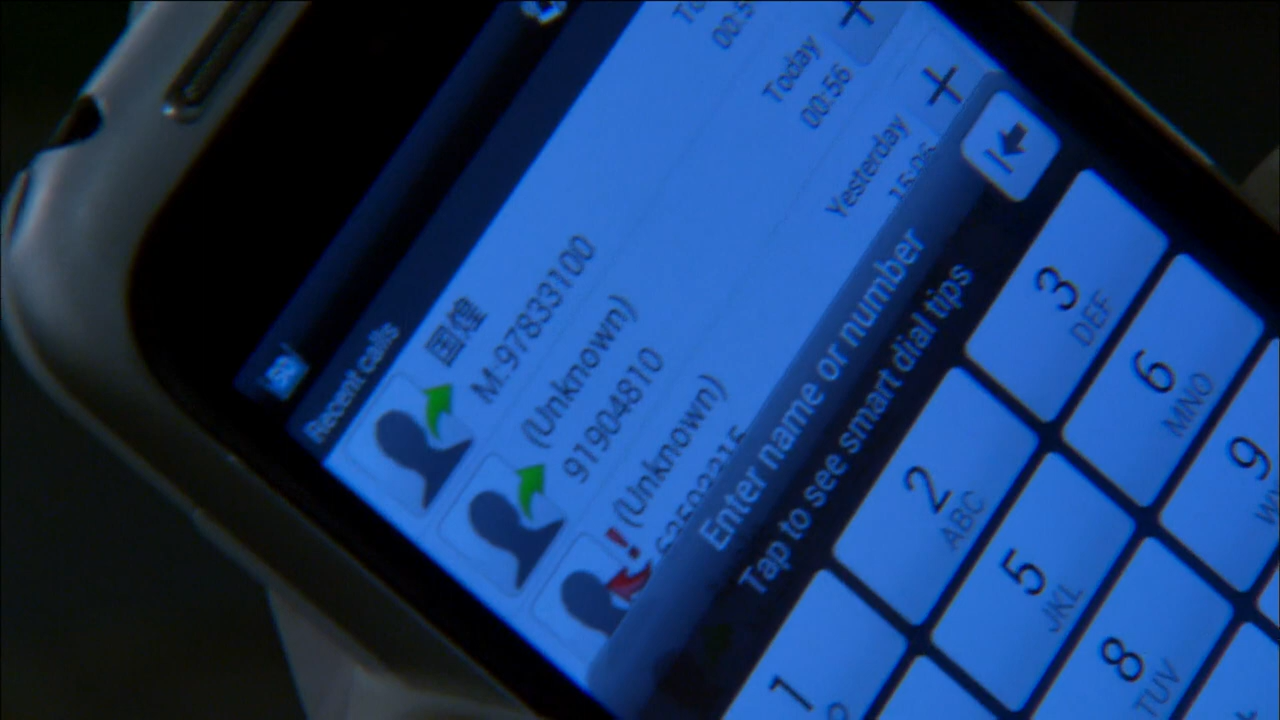 Recent calls
国煌
M:97833100
(Unknown)
91904810
Today
00:56
(Unknown)
Yesterday
Enter name or number
Tap to see smart dial tips
1
2
ABC
3
DEF
5
JKL
6
MNO
8
TUV
9